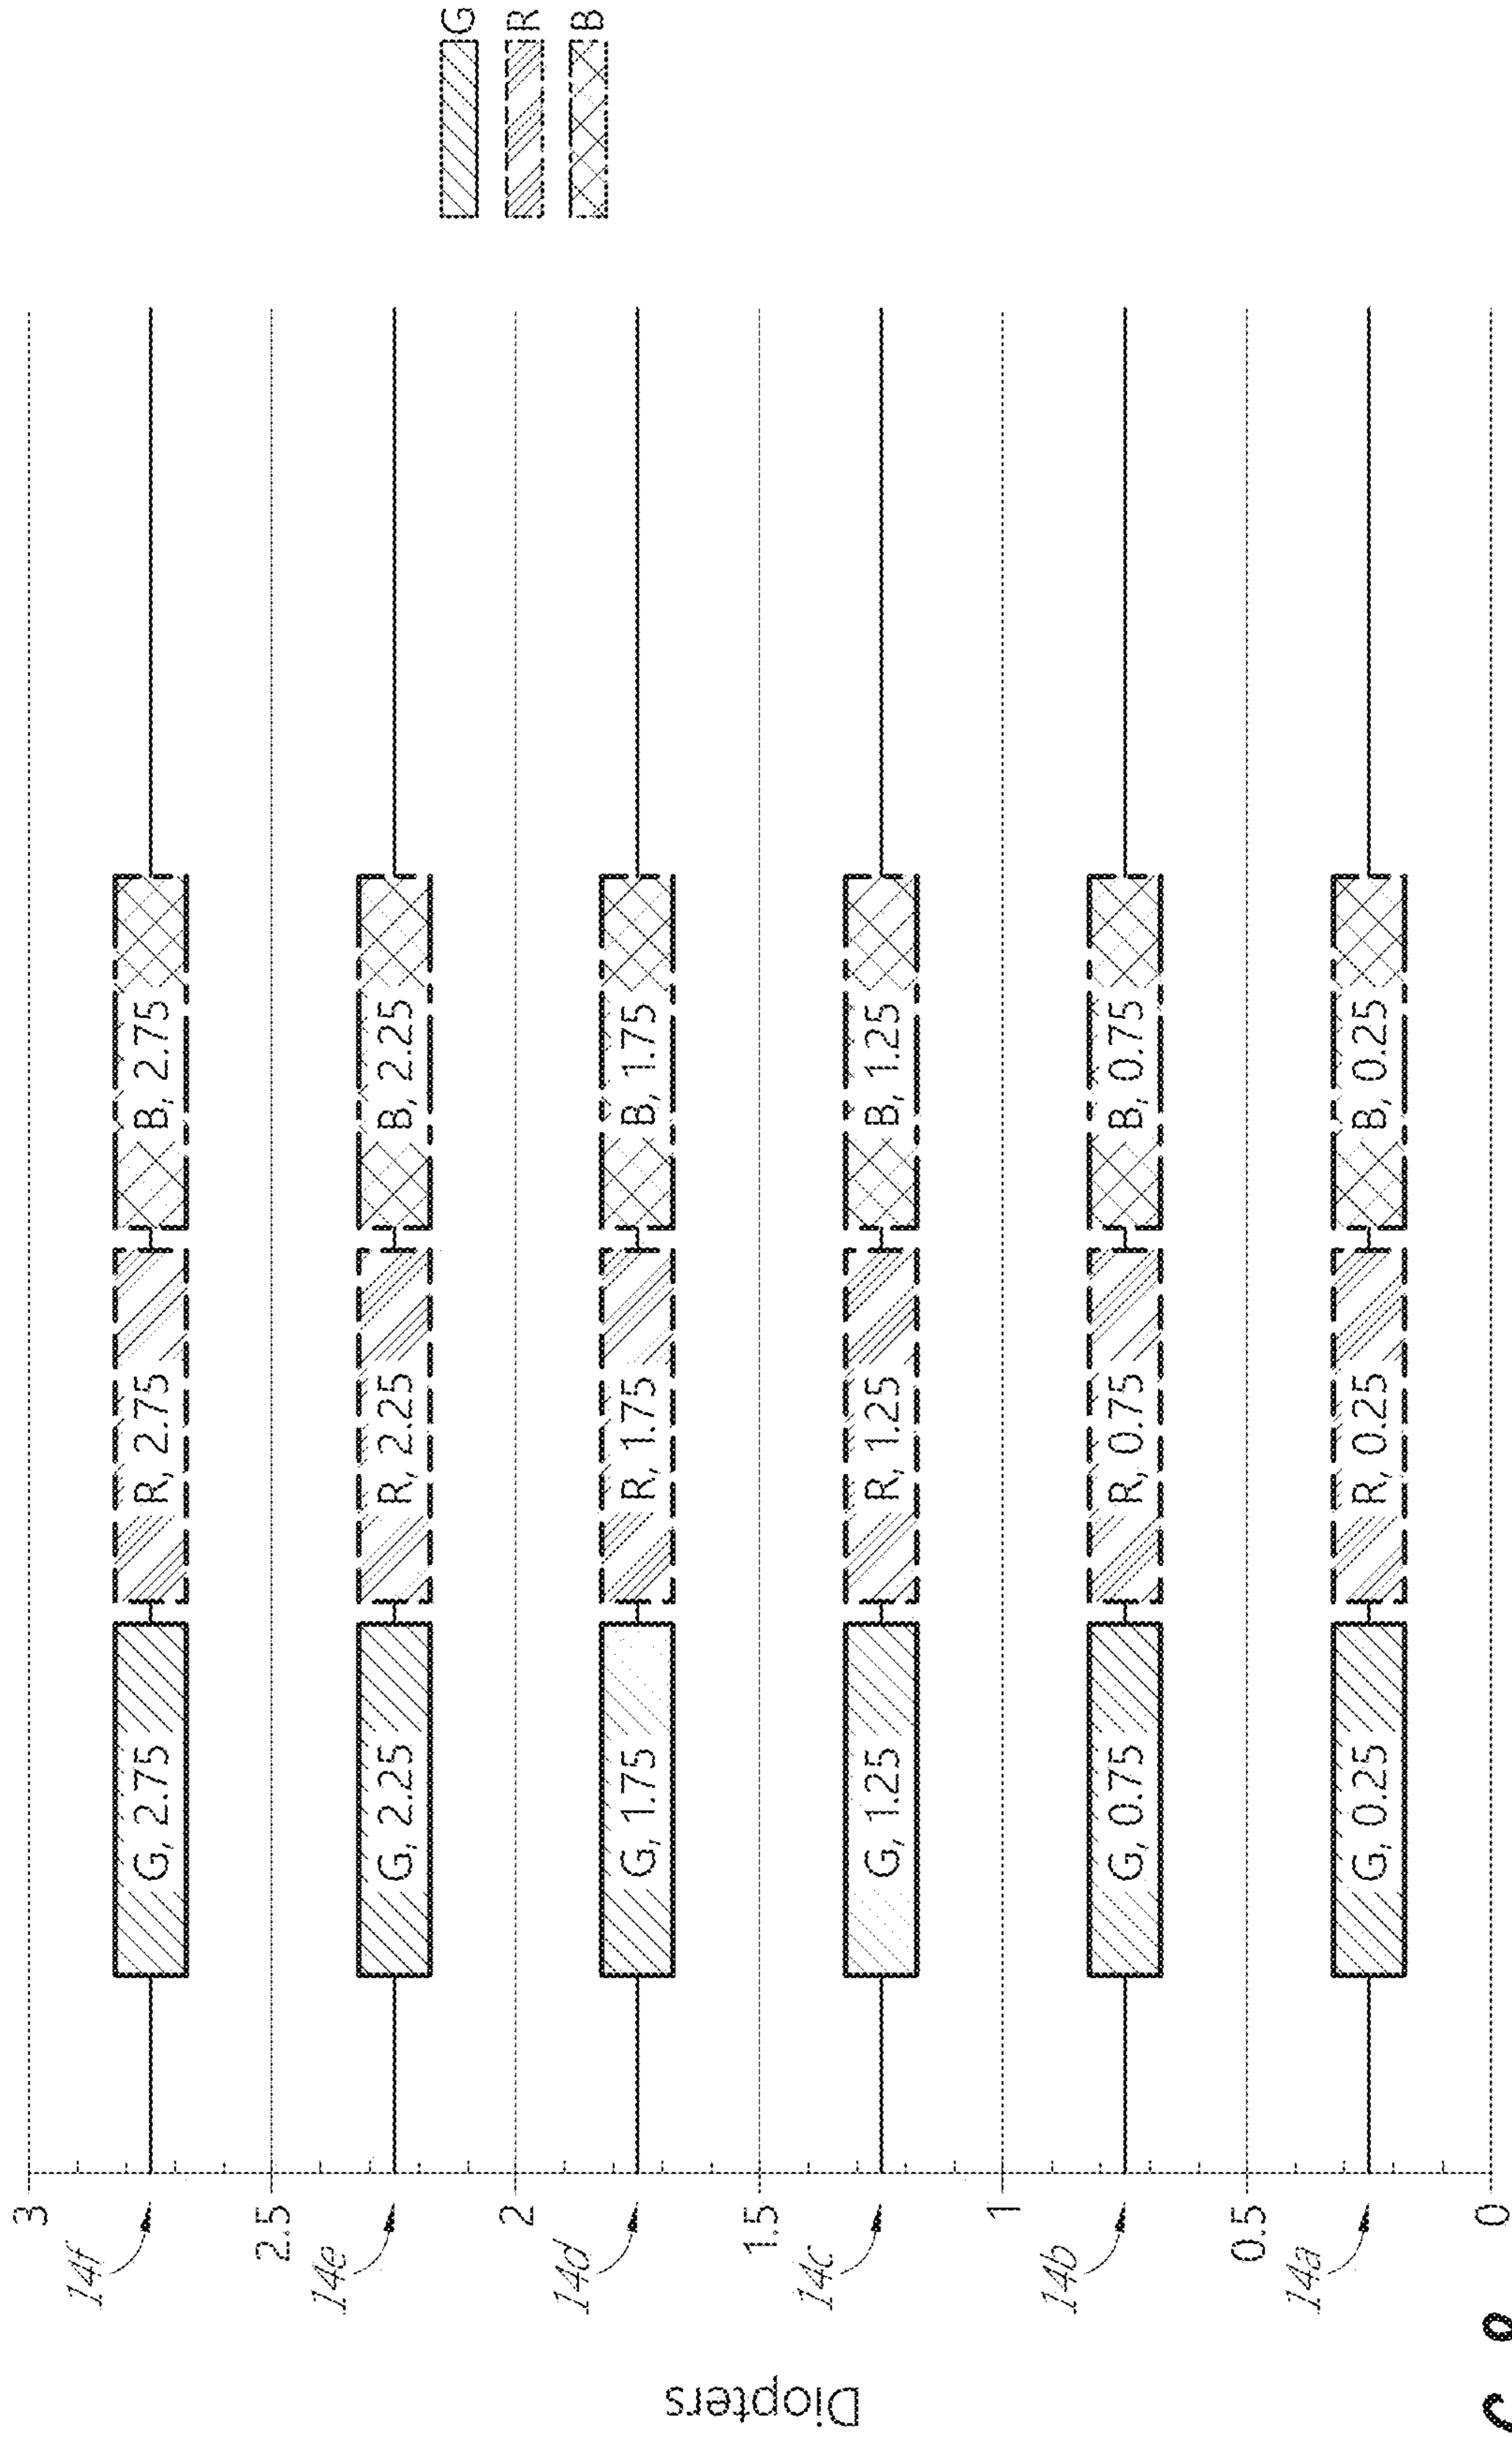 Diopters
3
14f
G, 2.75 R, 2.75 B, 2.75
2.5
14e
G, 2.25 R, 2.25 B, 2.25
2
14d
G, 1.75 R, 1.75 B, 1.75
1.5
14c
G, 1.25 R, 1.25 B, 1.25
1
14b
G, 0.75 R, 0.75 B, 0.75
0.5
14a
G, 0.25 R, 0.25 B, 0.25
0
G
R
B